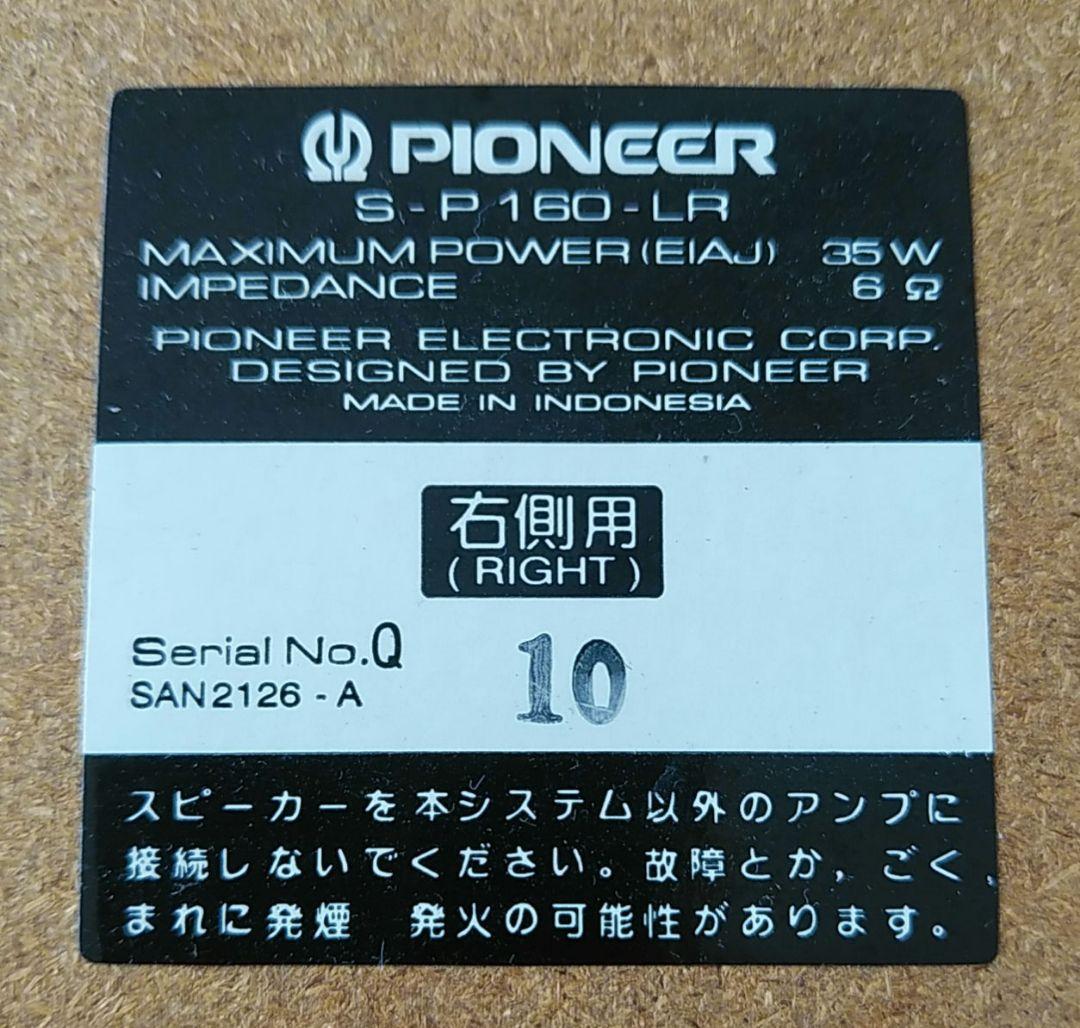 PIONEER
S-P160-LR
MAXIMUM POWER (EIAJ) 35W
IMPEDANCE 6 Ω
PIONEER ELECTRONIC CORP.
DESIGNED BY PIONEER
MADE IN INDONESIA
右側用
(RIGHT)
Serial No.Q 10
SAN2126-A
スピーカーを本システム以外のアンプに
接続しないでください。故障とか，ごく
まれに発煙 発火の可能性があります。